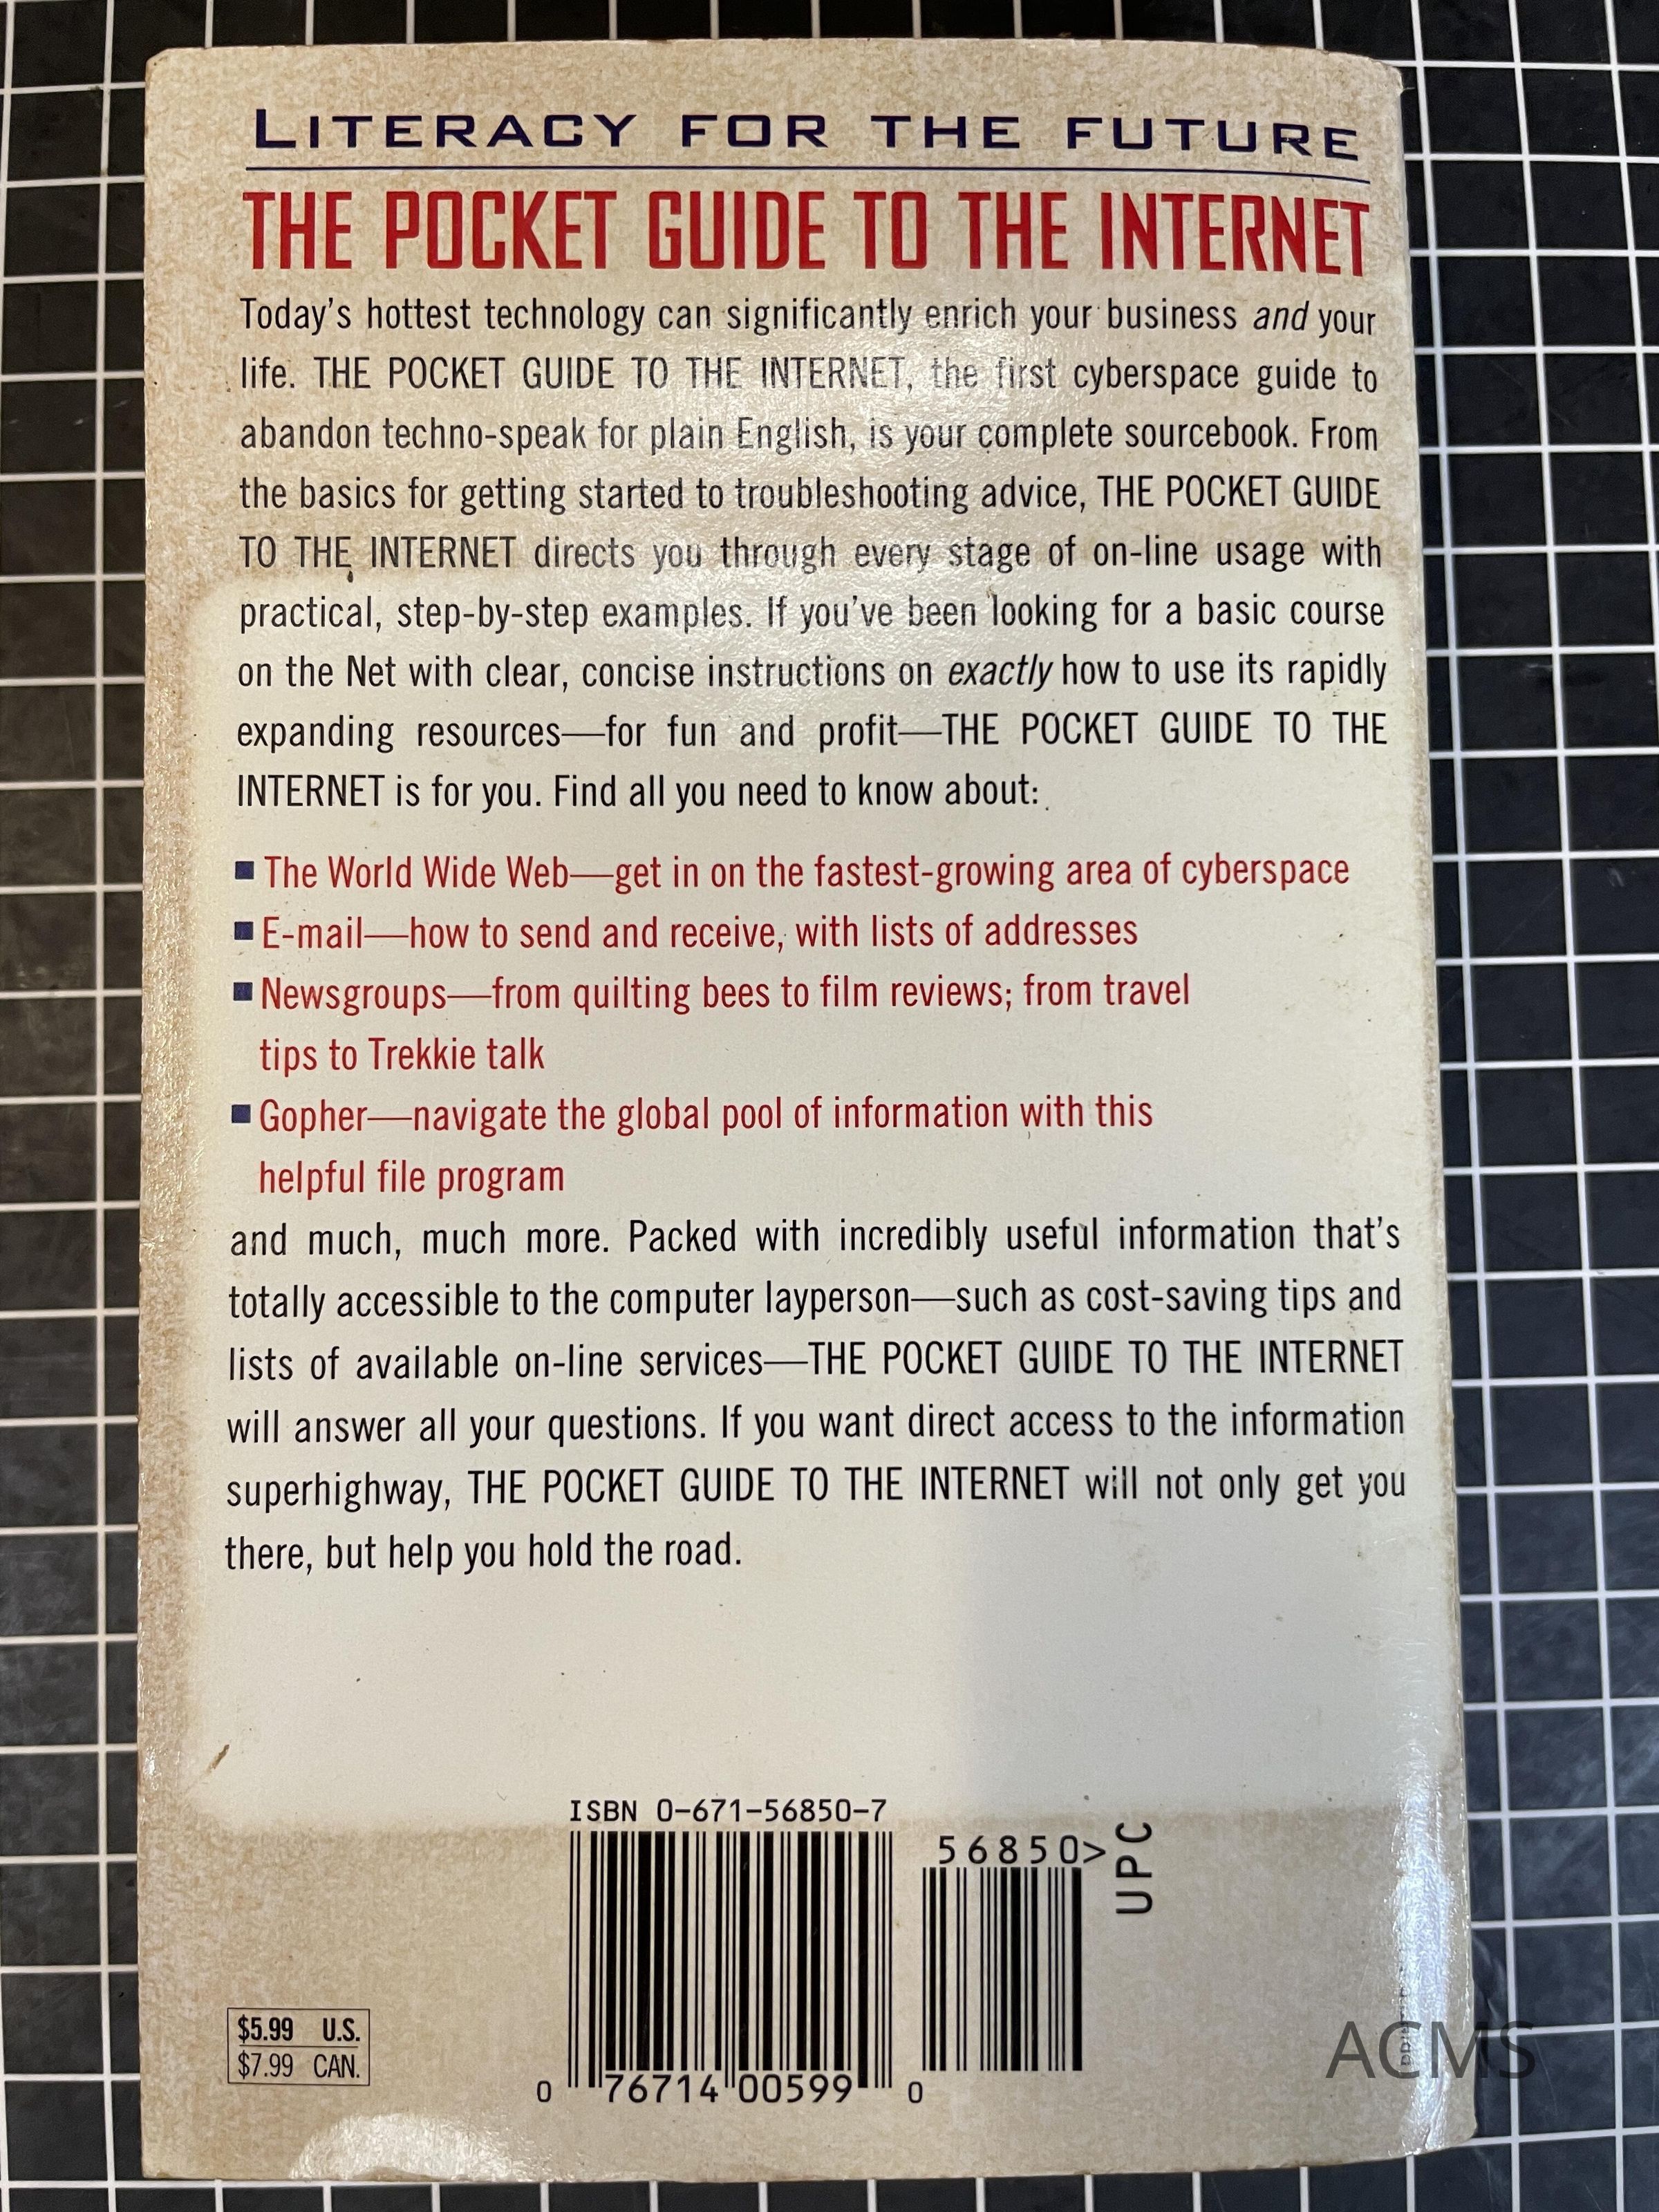 LITERACY FOR THE FUTURE
THE POCKET GUIDE TO THE INTERNET
Today's hottest technology can significantly enrich your business and your
life. THE POCKET GUIDE TO THE INTERNET, the first cyberspace guide to
abandon techno-speak for plain English, is your complete sourcebook. From
the basics for getting started to troubleshooting advice, THE POCKET GUIDE
TO THE INTERNET directs you through every stage of on-line usage with
practical, step-by-step examples. If you've been looking for a basic course
on the Net with clear, concise instructions on exactly how to use its rapidly
expanding resources—for fun and profit—THE POCKET GUIDE TO THE
INTERNET is for you. Find all you need to know about:
■ The World Wide Web—get in on the fastest-growing area of cyberspace
■ E-mail—how to send and receive, with lists of addresses
■ Newsgroups—from quilting bees to film reviews; from travel
tips to Trekkie talk
■ Gopher—navigate the global pool of information with this
helpful file program
and much, much more. Packed with incredibly useful information that's
totally accessible to the computer layperson—such as cost-saving tips and
lists of available on-line services—THE POCKET GUIDE TO THE INTERNET
will answer all your questions. If you want direct access to the information
superhighway, THE POCKET GUIDE TO THE INTERNET will not only get you
there, but help you hold the road.
ISBN 0-671-56850-7
56850>
UPC
0 76714 00599 0
$5.99 U.S.
$7.99 CAN.
ACMS